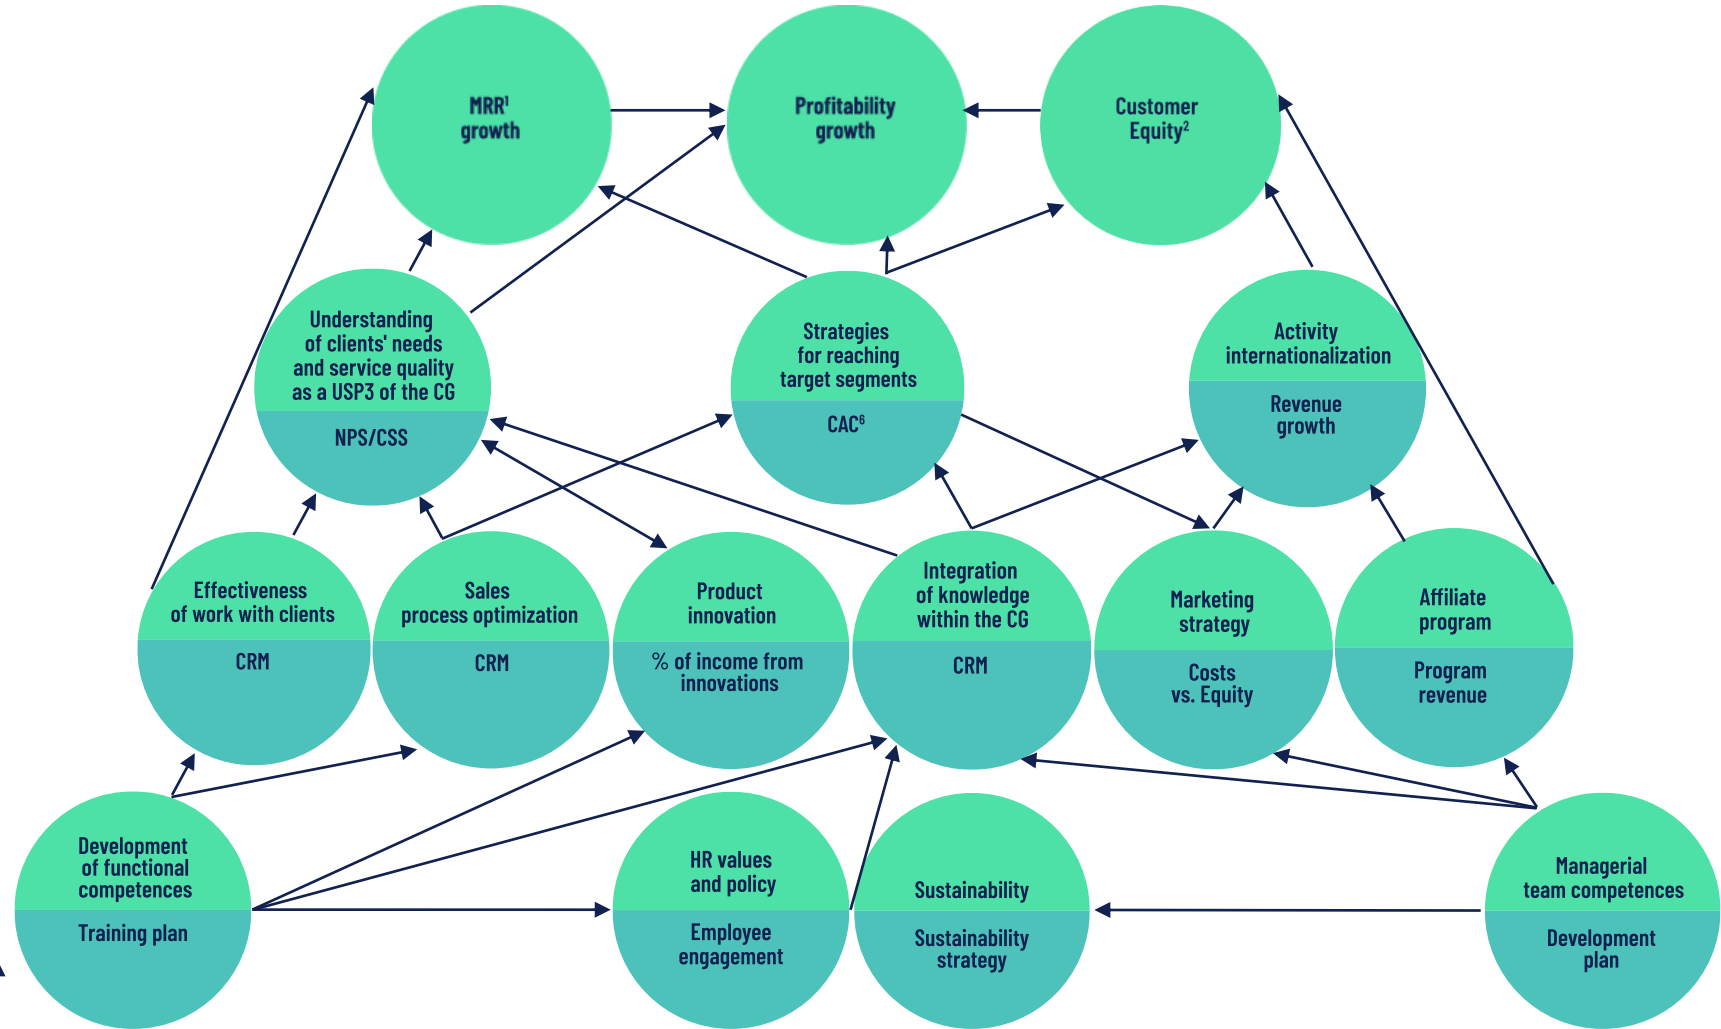 MRR¹
growth
Profitability
growth
Customer
Equity²
Understanding
of clients' needs
and service quality
as a USP3 of the CG
NPS/CSS
Strategies
for reaching
target segments
CAC⁶
Activity
internationalization
Revenue
growth
Effectiveness
of work with clients
CRM
Sales
process optimization
CRM
Product
innovation
% of income from
innovations
Integration
of knowledge
within the CG
CRM
Marketing
strategy
Costs
vs. Equity
Affiliate
program
Program
revenue
Development
of functional
competences
Training plan
HR values
and policy
Employee
engagement
Sustainability
Sustainability
strategy
Managerial
team competences
Development
plan